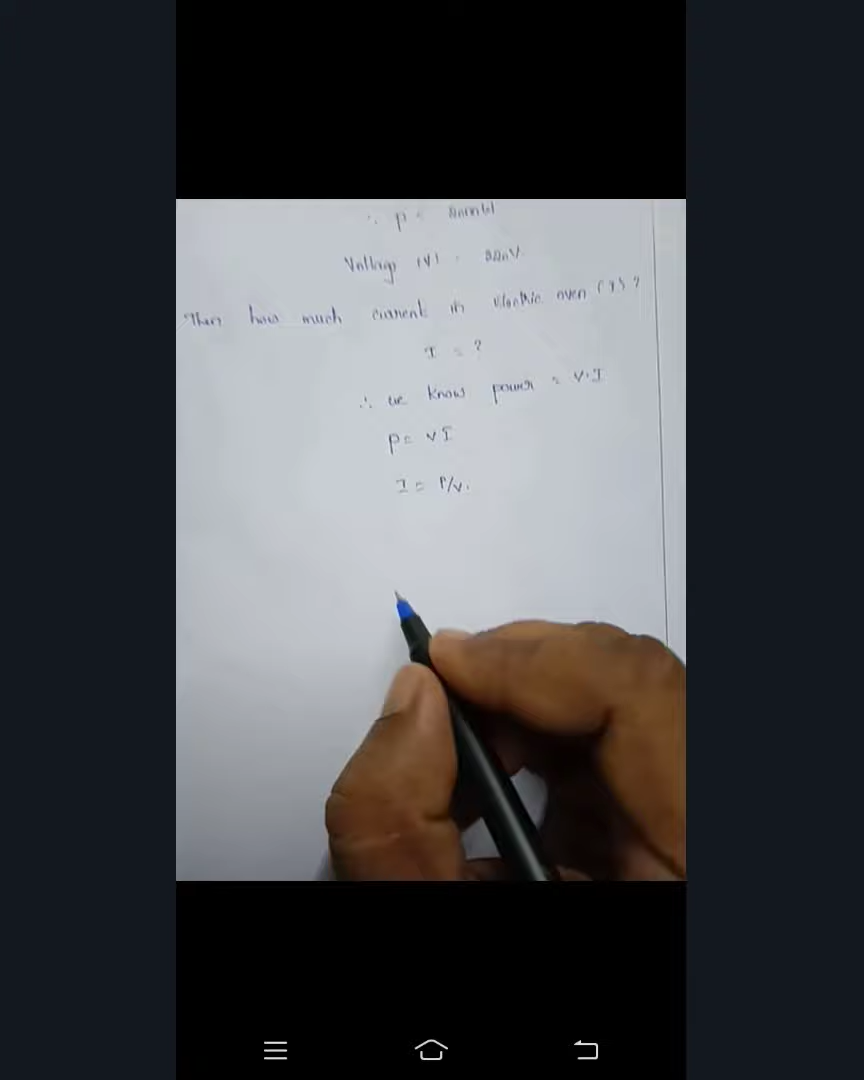 ∴ P =
Voltage (V) = 220V.
Then how much current in electric oven (I)?
I = ?
∴ we know power = V·I
P = VI
I = P/V.